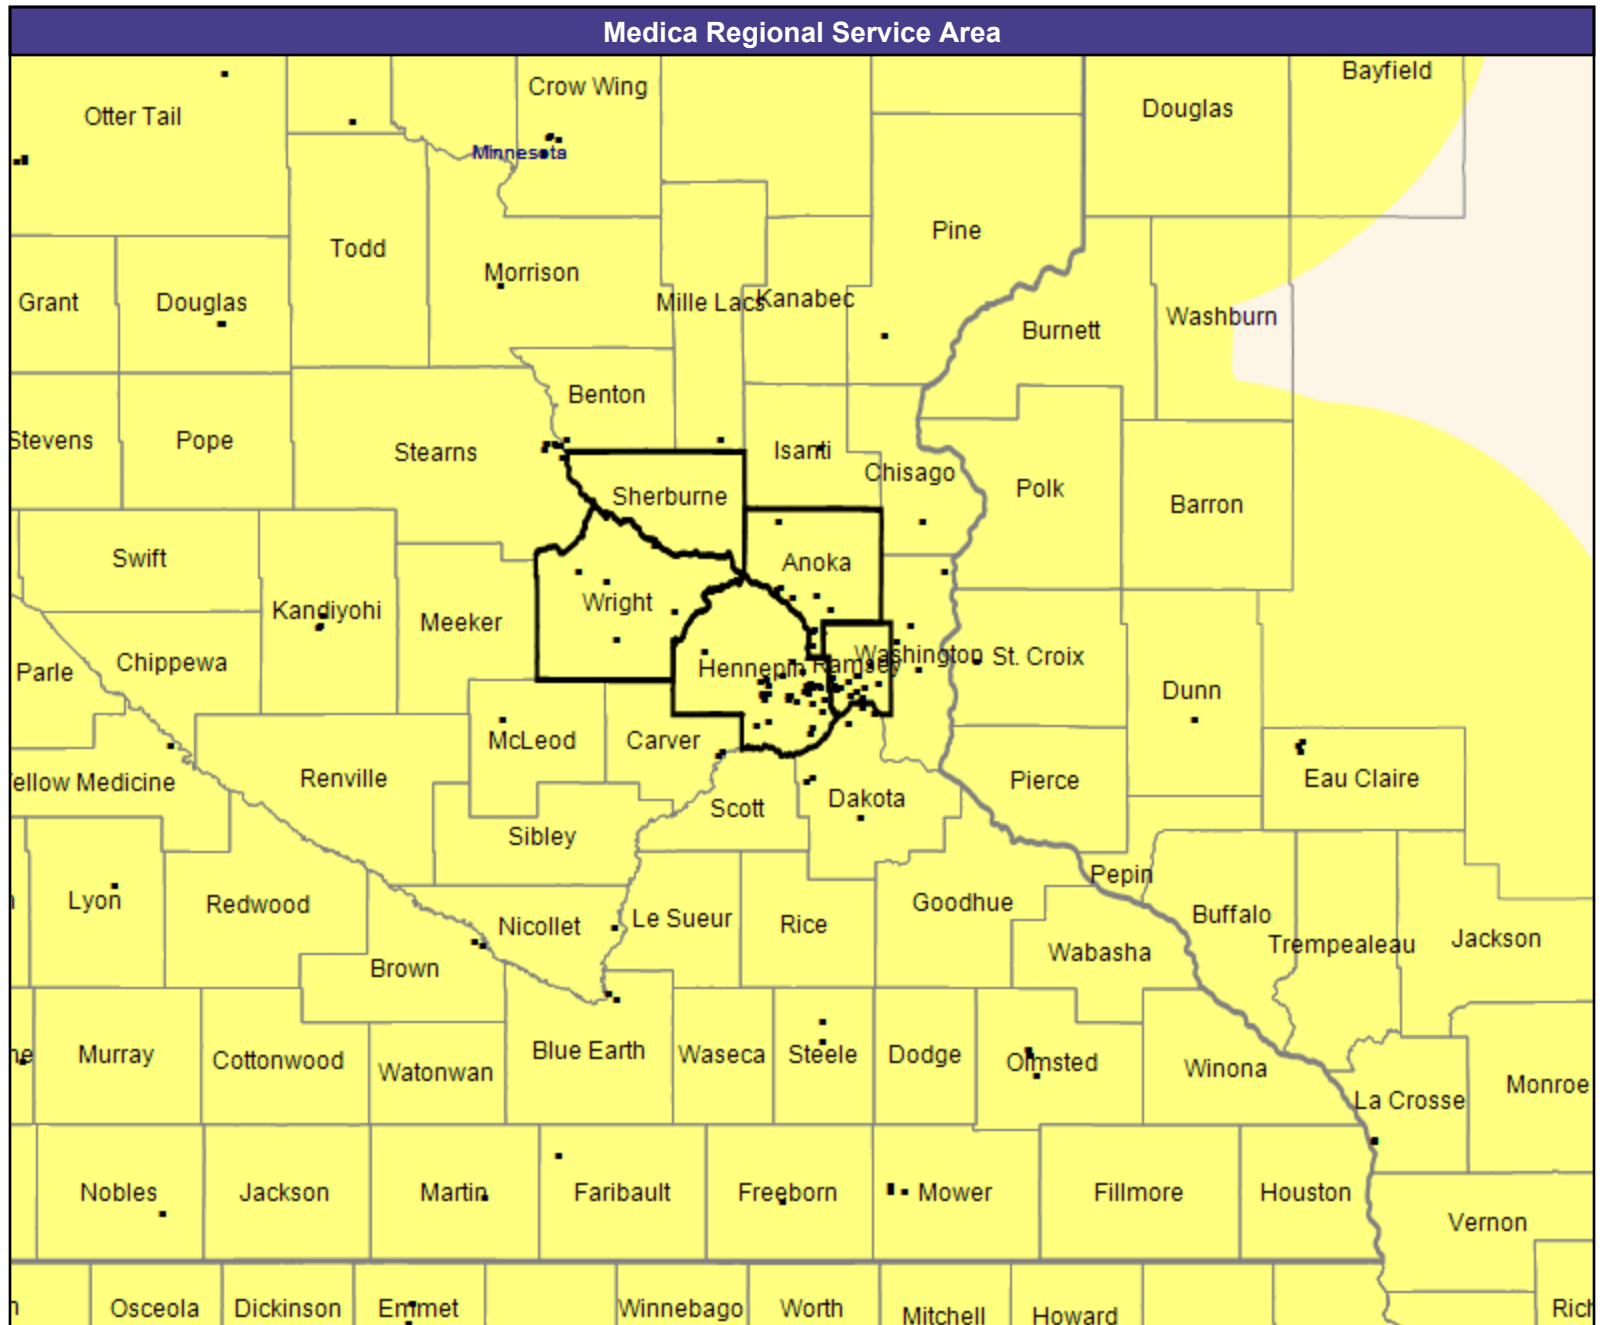 Medica Regional Service Area
Bayfield
Crow Wing
Douglas
Otter Tail
Minnesota
Pine
Todd
Morrison
Grant
Douglas
Mille Lacs
Kanabec
Washburn
Burnett
Benton
Stevens
Pope
Stearns
Isanti
Chisago
Polk
Sherburne
Barron
Swift
Anoka
Wright
Kandiyohi
Meeker
Washington
St. Croix
Parle
Chippewa
Hennepin
Ramsey
Dunn
McLeod
Carver
Renville
ellow Medicine
Pierce
Eau Claire
Scott
Dakota
Sibley
Pepin
Lyon
Redwood
Goodhue
Nicollet
Le Sueur
Rice
Buffalo
Trempealeau
Jackson
Wabasha
Brown
Blue Earth
Waseca
Steele
Dodge
Olmsted
ne
Murray
Cottonwood
Watonwan
Winona
Monroe
La Crosse
Nobles
Jackson
Martin
Faribault
Freeborn
Mower
Fillmore
Houston
Vernon
n
Osceola
Dickinson
Emmet
Winnebago
Worth
Mitchell
Howard
Rich